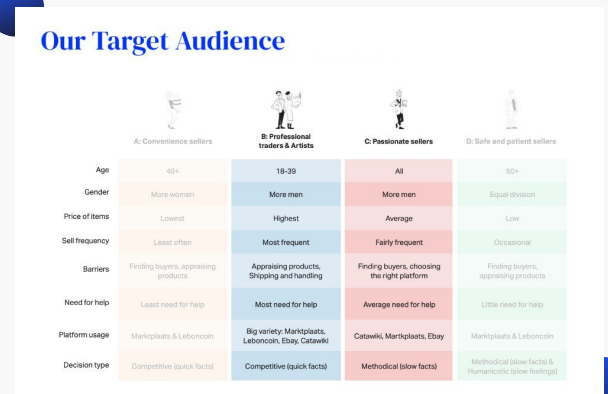 Our Target Audience
A: Convenience sellers
B: Professional
traders & Artists
C: Passionate sellers
D: Safe and patient sellers
Age
40+
18-39
All
50+
Gender
More women
More men
More men
Equal division
Price of items
Lowest
Highest
Average
Low
Sell frequency
Least often
Most frequent
Fairly frequent
Occasional
Barriers
Finding buyers, appraising
products
Appraising products,
Shipping and handling
Finding buyers, choosing
the right platform
Finding buyers,
appraising products
Need for help
Least need for help
Most need for help
Average need for help
Little need for help
Platform usage
Marktplaats & Leboncoin
Big variety: Marktplaats,
Leboncoin, Ebay, Catawiki
Catawiki, Martkplaats, Ebay
Marktplaats & Leboncoin
Decision type
Competitive (quick facts)
Competitive (quick facts)
Methodical (slow facts)
Methodical (slow facts) &
Humanistic (slow feelings)